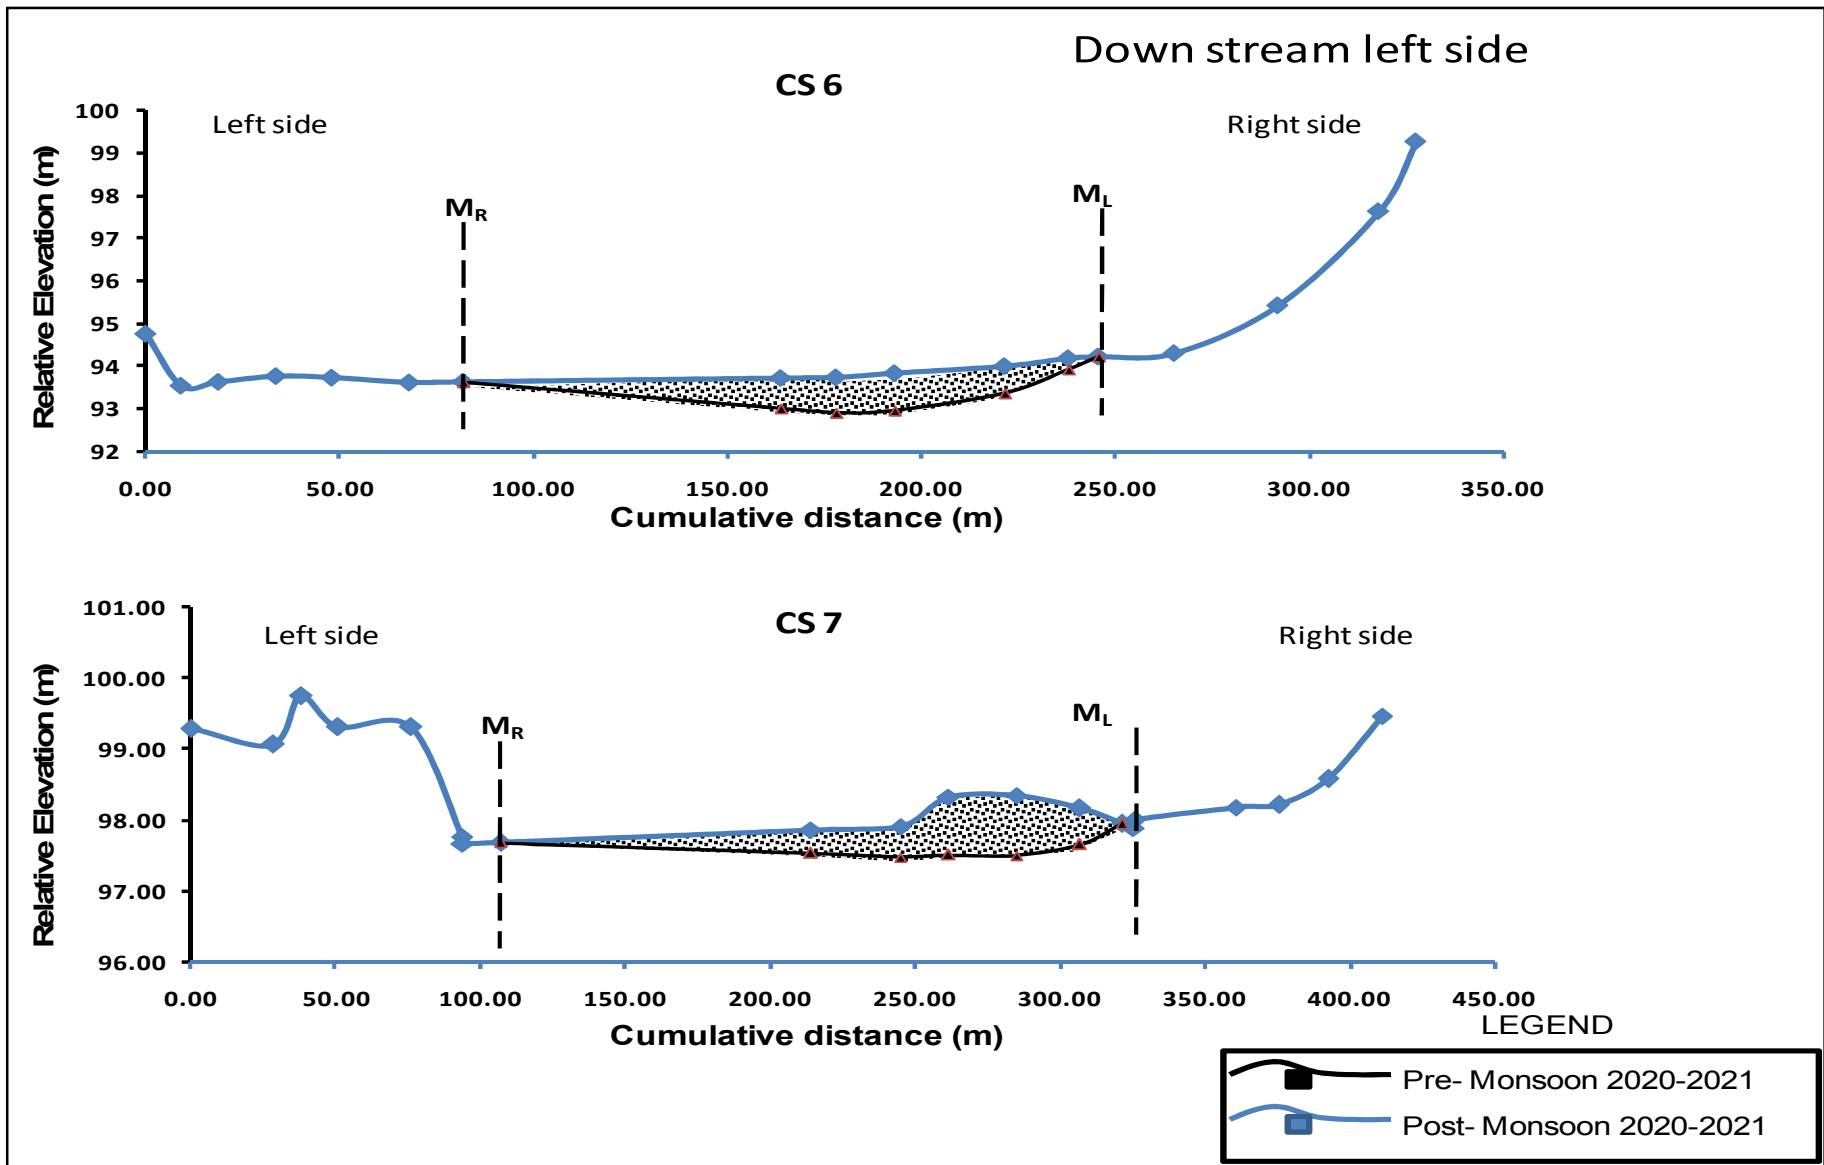 Down stream left side
CS 6
Left side
Right side
M_R
M_L
Relative Elevation (m)
100
99
98
97
96
95
94
93
92
0.00 50.00 100.00 150.00 200.00 250.00 300.00 350.00
Cumulative distance (m)
CS 7
Left side
Right side
M_R
M_L
Relative Elevation (m)
101.00
100.00
99.00
98.00
97.00
96.00
0.00 50.00 100.00 150.00 200.00 250.00 300.00 350.00 400.00 450.00
Cumulative distance (m)
LEGEND
Pre- Monsoon 2020-2021
Post- Monsoon 2020-2021